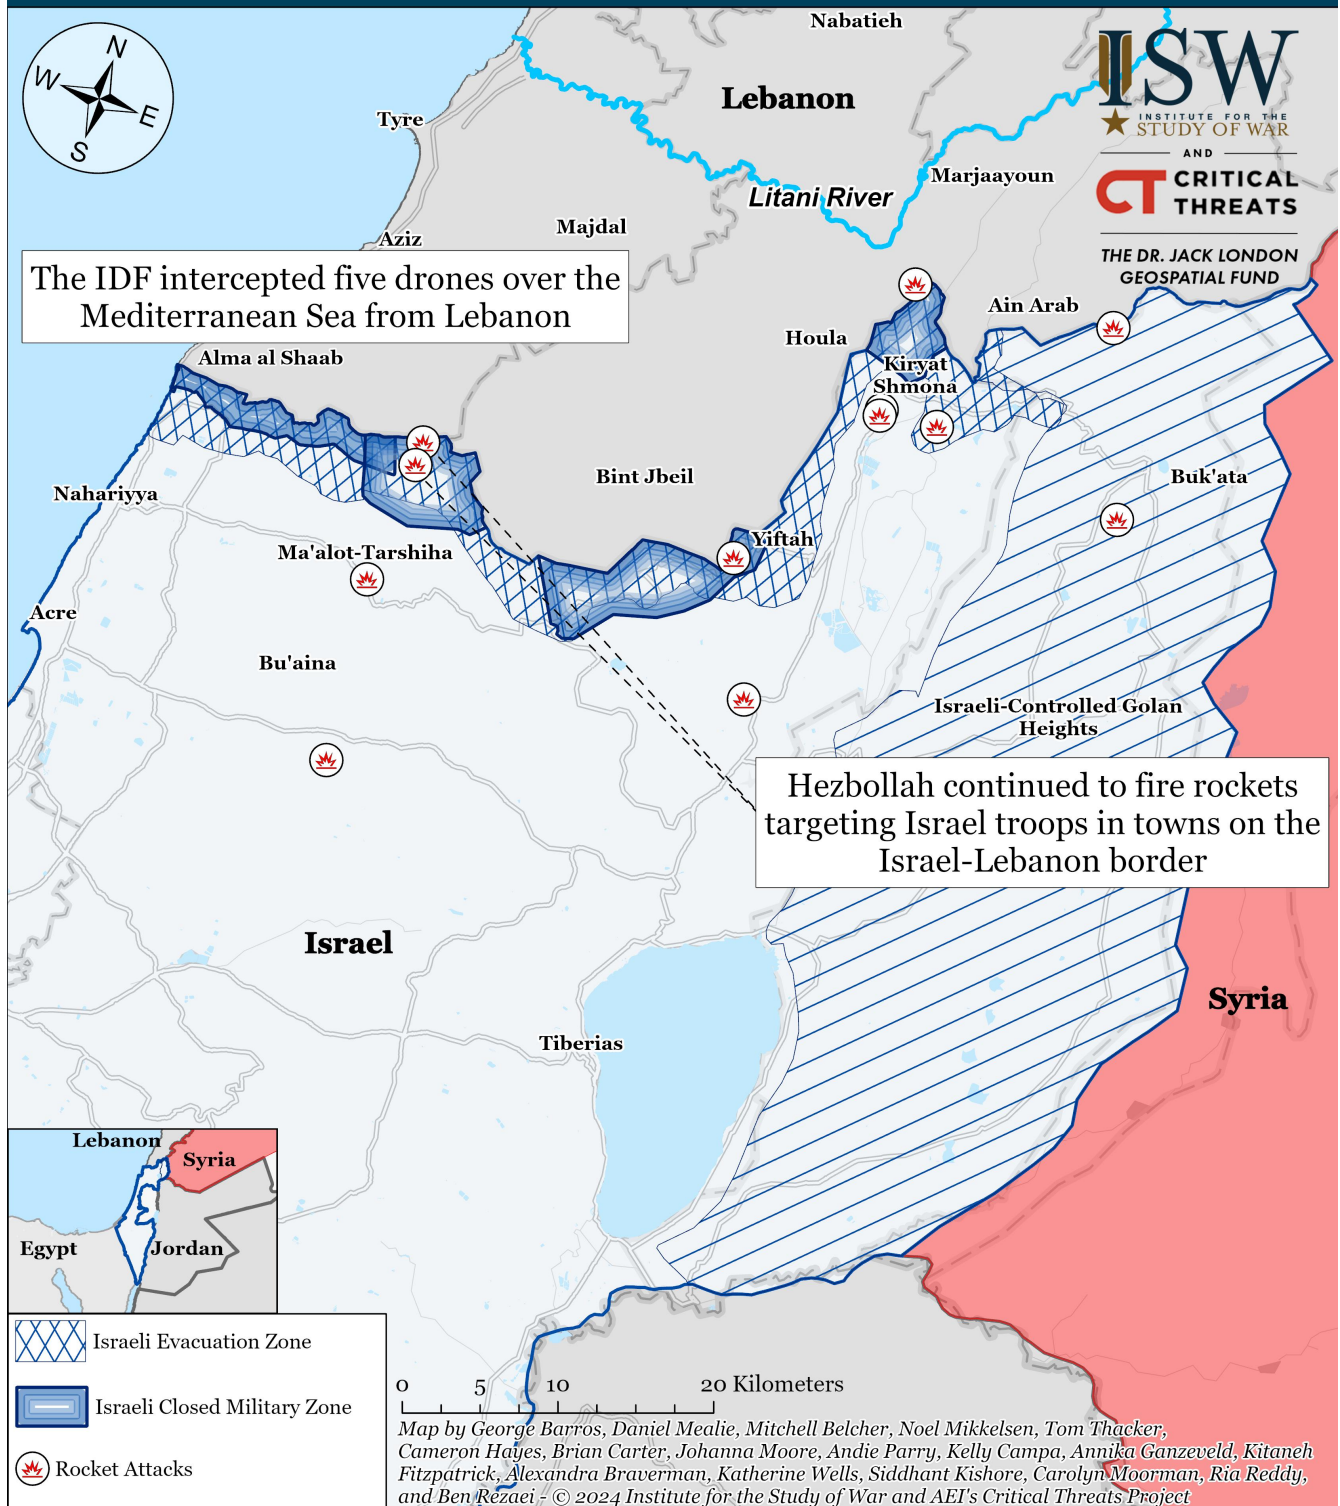 Nabatieh
N
W
E
S
Lebanon
ISW
INSTITUTE FOR THE
STUDY OF WAR
AND
CT CRITICAL
THREATS
THE DR. JACK LONDON
GEOSPATIAL FUND
Tyre
Marjaayoun
Litani River
Majdal
Aziz
The IDF intercepted five drones over the
Mediterranean Sea from Lebanon
Ain Arab
Houla
Alma al Shaab
Kiryat
Shmona
Bint Jbeil
Buk'ata
Nahariyya
Yiftah
Ma'alot-Tarshiha
Acre
Bu'aina
Israeli-Controlled Golan
Heights
Hezbollah continued to fire rockets
targeting Israel troops in towns on the
Israel-Lebanon border
Israel
Syria
Tiberias
Lebanon
Syria
Egypt
Jordan
Israeli Evacuation Zone
Israeli Closed Military Zone
Rocket Attacks
0 5 10 20 Kilometers
Map by George Barros, Daniel Mealie, Mitchell Belcher, Noel Mikkelsen, Tom Thacker,
Cameron Hayes, Brian Carter, Johanna Moore, Andie Parry, Kelly Campa, Annika Ganzeveld, Kitaneh
Fitzpatrick, Alexandra Braverman, Katherine Wells, Siddhant Kishore, Carolyn Moorman, Ria Reddy,
and Ben Rezaei - © 2024 Institute for the Study of War and AEI's Critical Threats Project